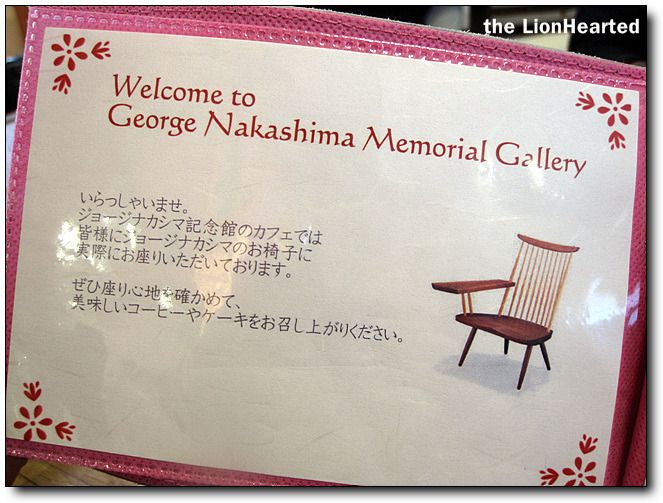 the LionHearted
Welcome to
George Nakashima Memorial Gallery
いらっしゃいませ。
ジョージナカシマ記念館のカフェでは
皆様にジョージナカシマのお椅子に
実際にお座りいただいております。
ぜひ座り心地を確かめて、
美味しいコーヒーやケーキをお召し上がりください。